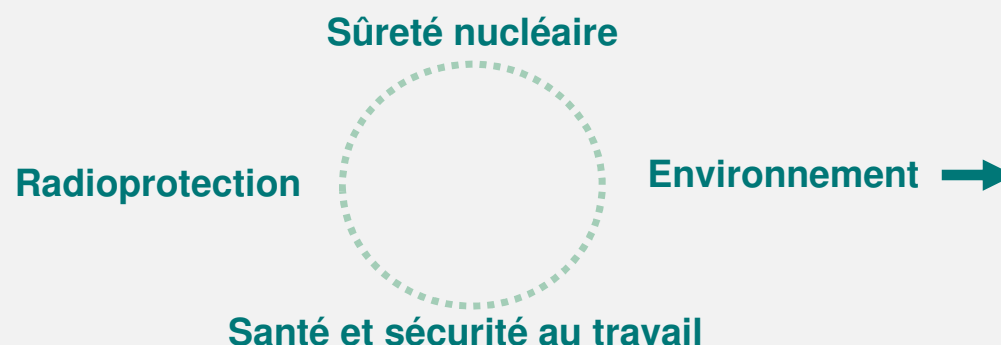 Sûreté nucléaire
Radioprotection
Environnement
Santé et sécurité au travail